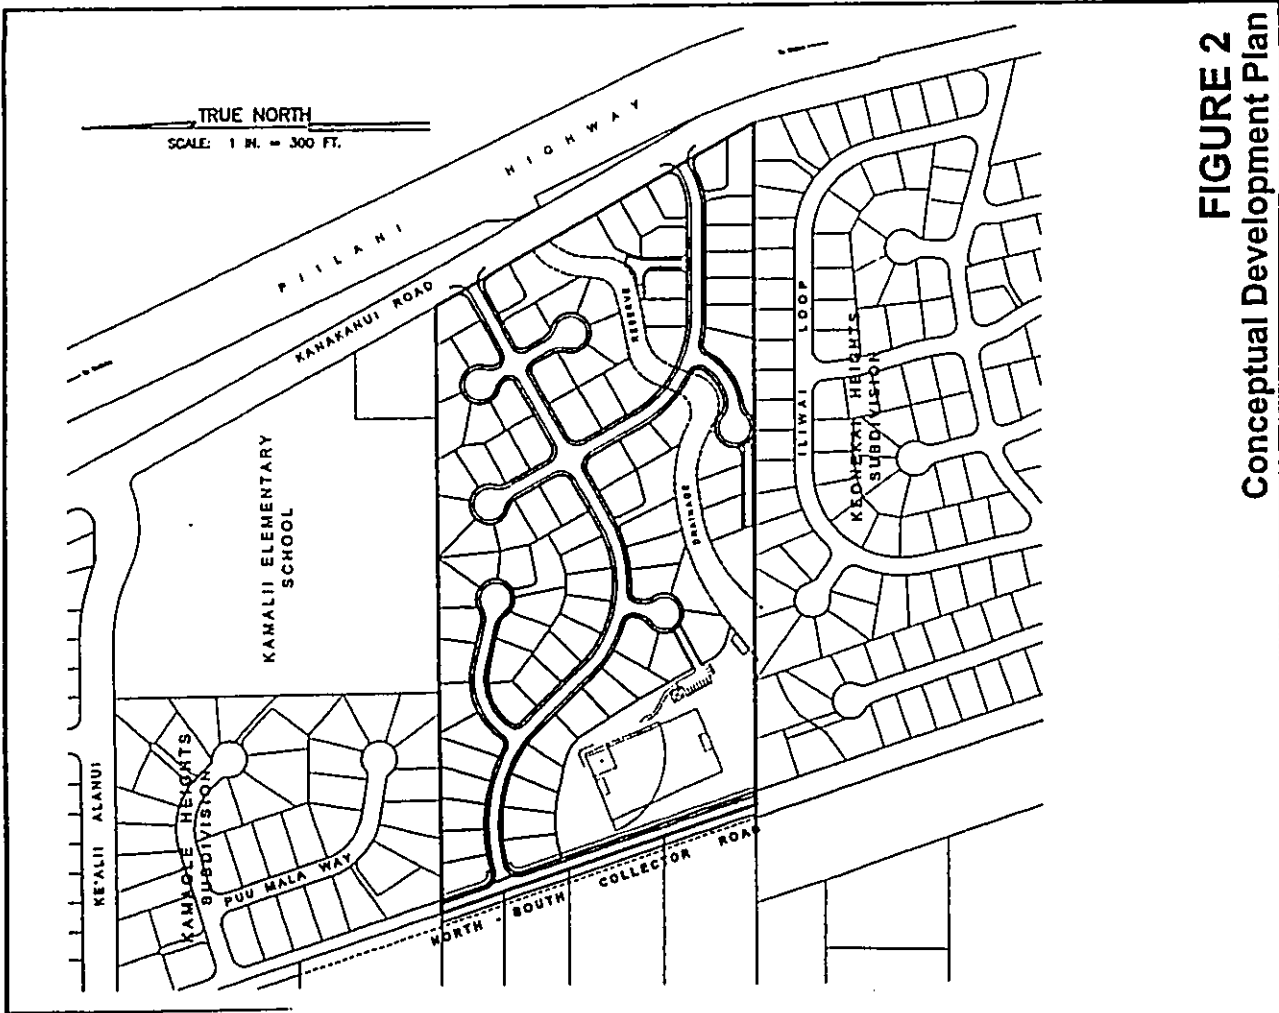 FIGURE 2
Conceptual Development Plan
TRUE NORTH
SCALE: 1 IN. = 300 FT.
PIILANI HIGHWAY
KANAKANUI ROAD
KAMALII ELEMENTARY
SCHOOL
RESERVE
DRAINAGE
ILIWAI LOOP
KEONEKAI HEIGHTS
SUBDIVISION
KE'ALII ALANUI
KAMAOLE HEIGHTS
SUBDIVISION
PUU MALA WAY
NORTH - SOUTH COLLECTOR ROAD